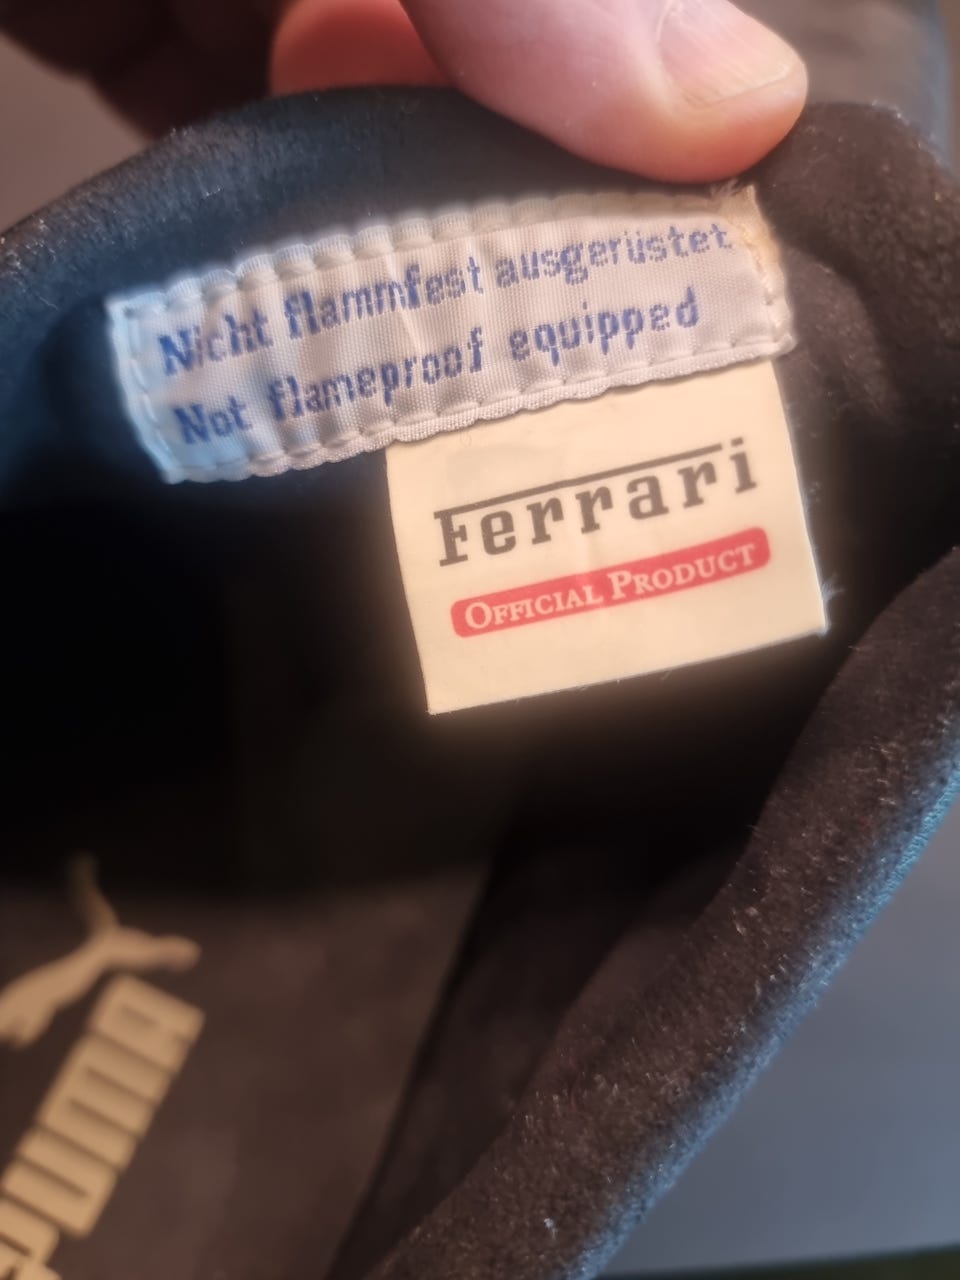 Nicht flammfest ausgerüstet
Not flameproof equipped
Ferrari
OFFICIAL PRODUCT
PUMA